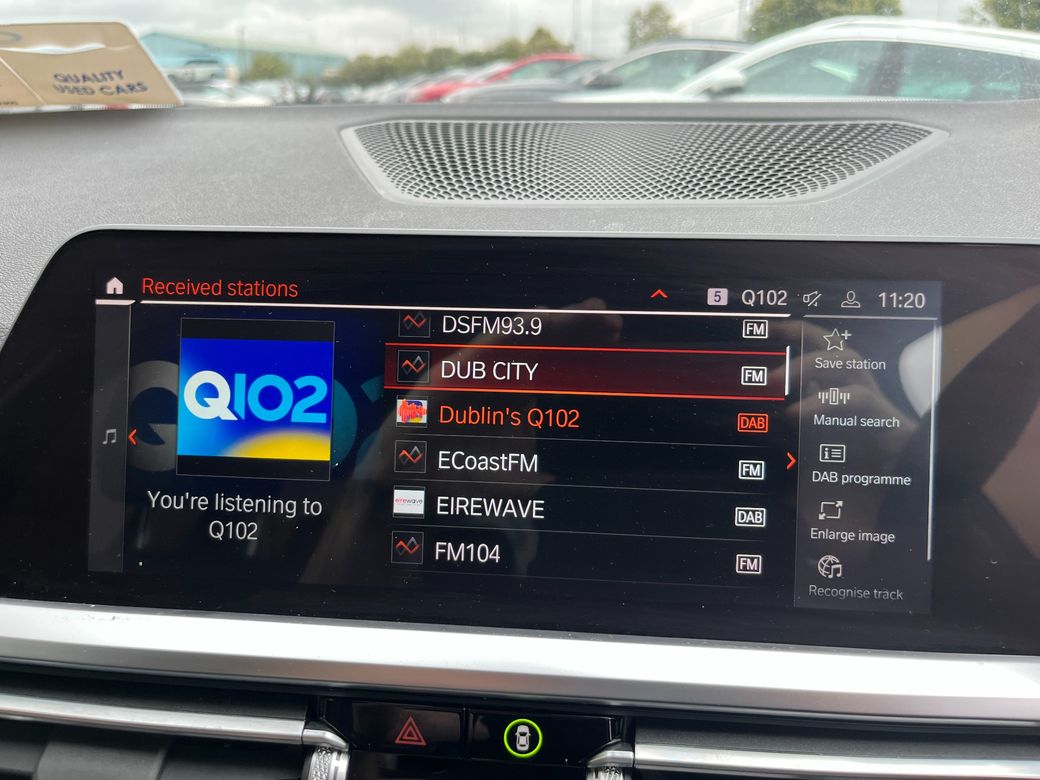 QUALITY
USED CARS
Received stations
5 Q102 11:20
DSFM93.9 FM
DUB CITY FM
Dublin's Q102 DAB
ECoastFM FM
EIREWAVE DAB
FM104 FM
Q102
You're listening to
Q102
eirewave
Save station
Manual search
DAB programme
Enlarge image
Recognise track